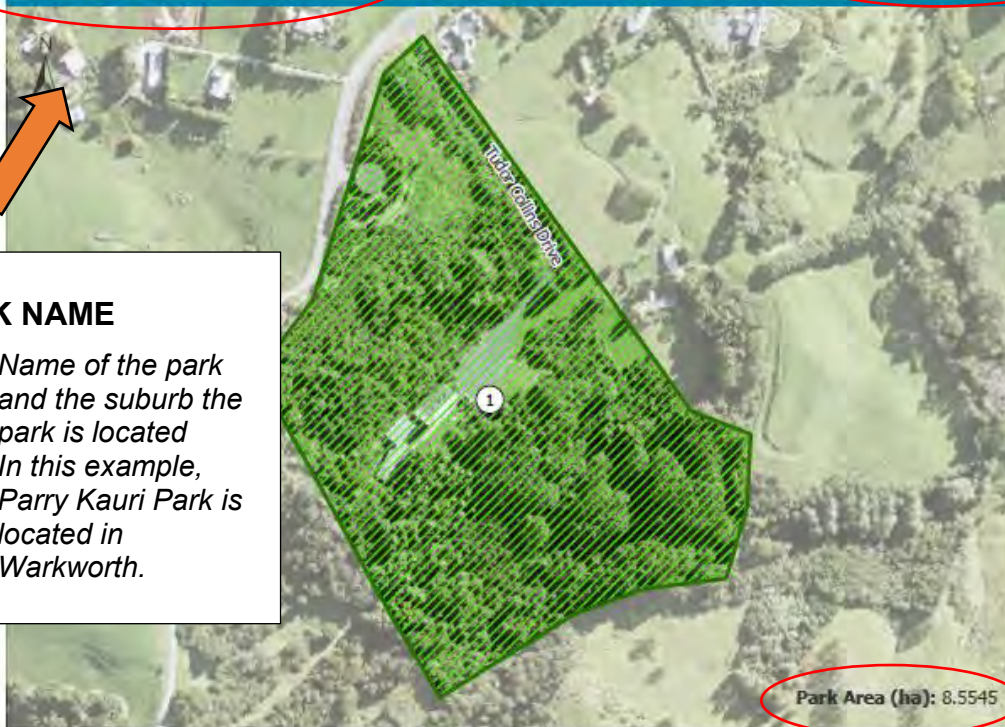 N
Tudor Collins Drive
K NAME
Name of the park
and the suburb the
park is located
In this example,
Parry Kauri Park is
located in
Warkworth.
1
Park Area (ha): 8.5545